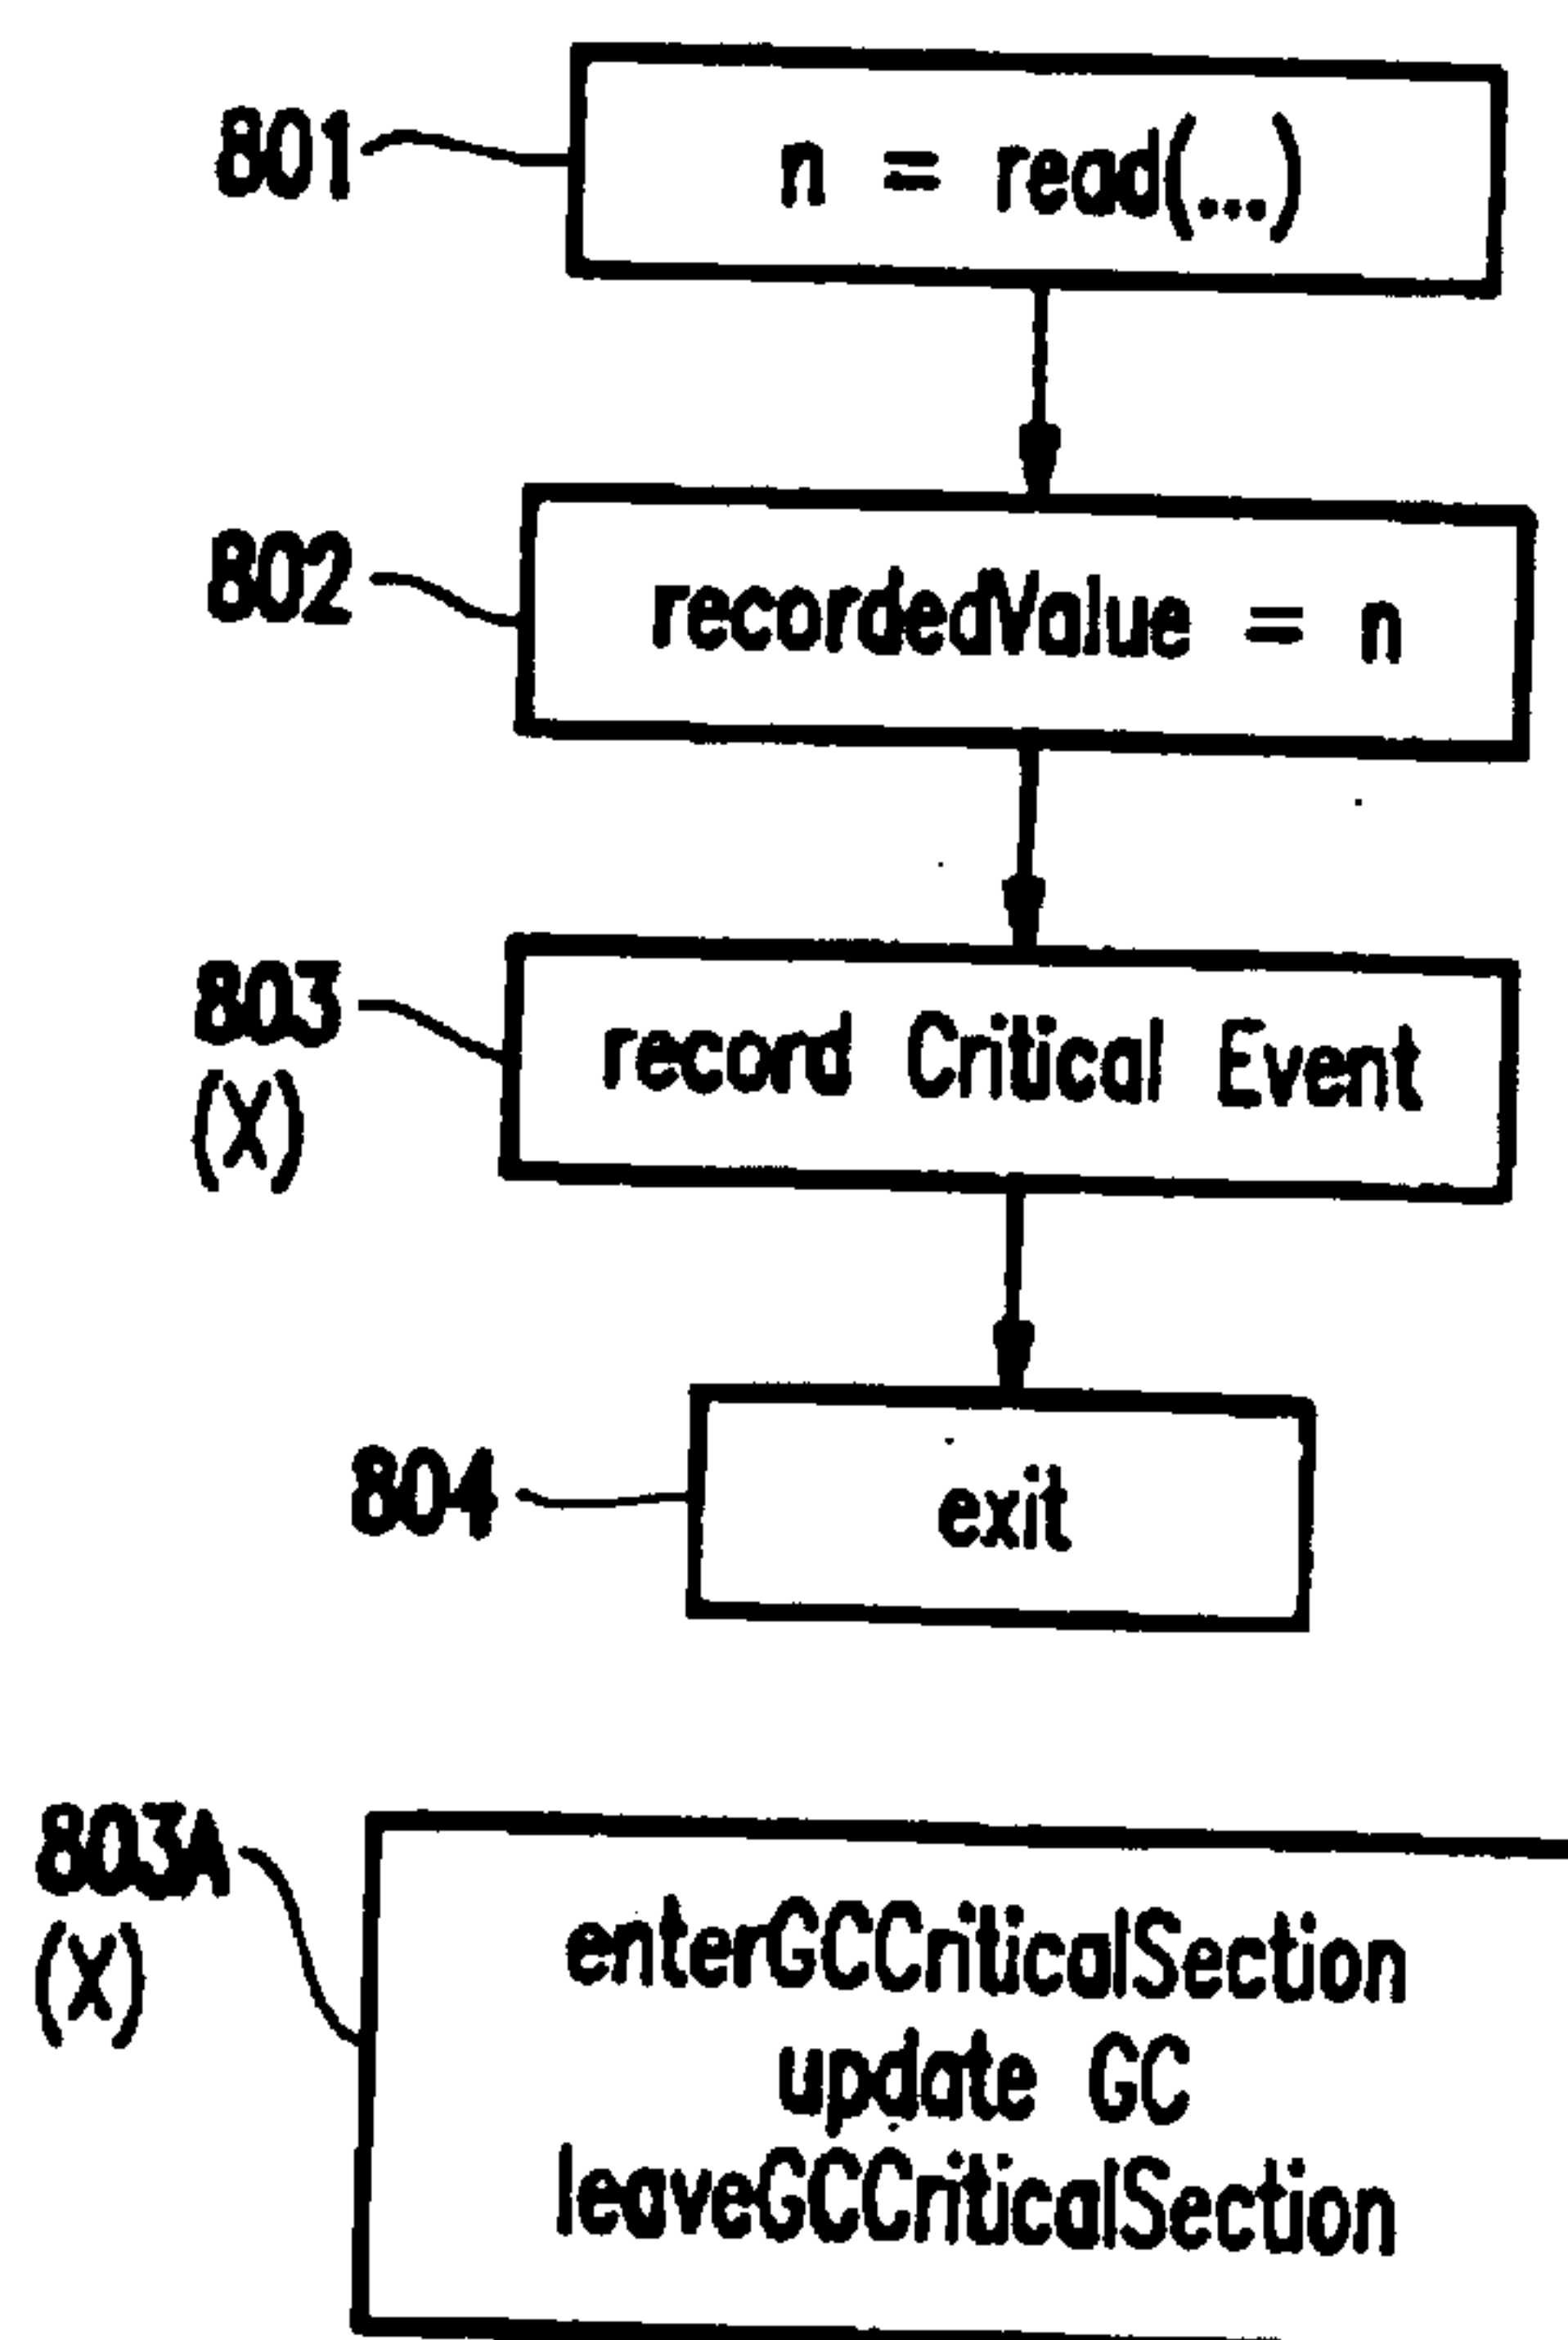 801
n = read(...)
802
recordedValue = n
803
(X)
record Critical Event
804
exit
803A
(X)
enterGCCriticalSection
update GC
leaveGCCriticalSection